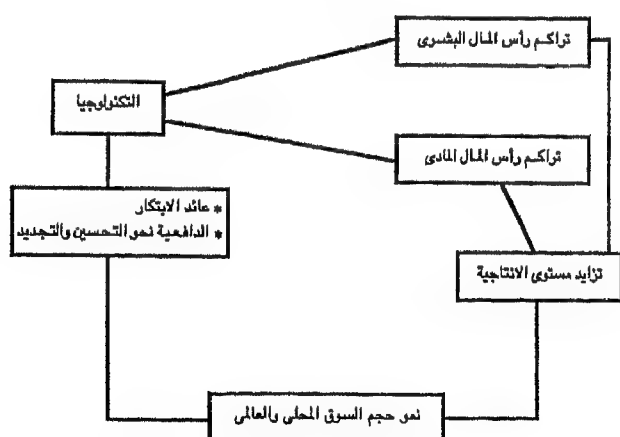 تراكم رأس المال البشرى
التكنولوجيا
تراكم رأس المال المادى
* عائد الابتكار
* الدافعية نحو التحسين والتجديد
تزايد مستوى الانتاجية
نمو حجم السوق المحلى والعالمى